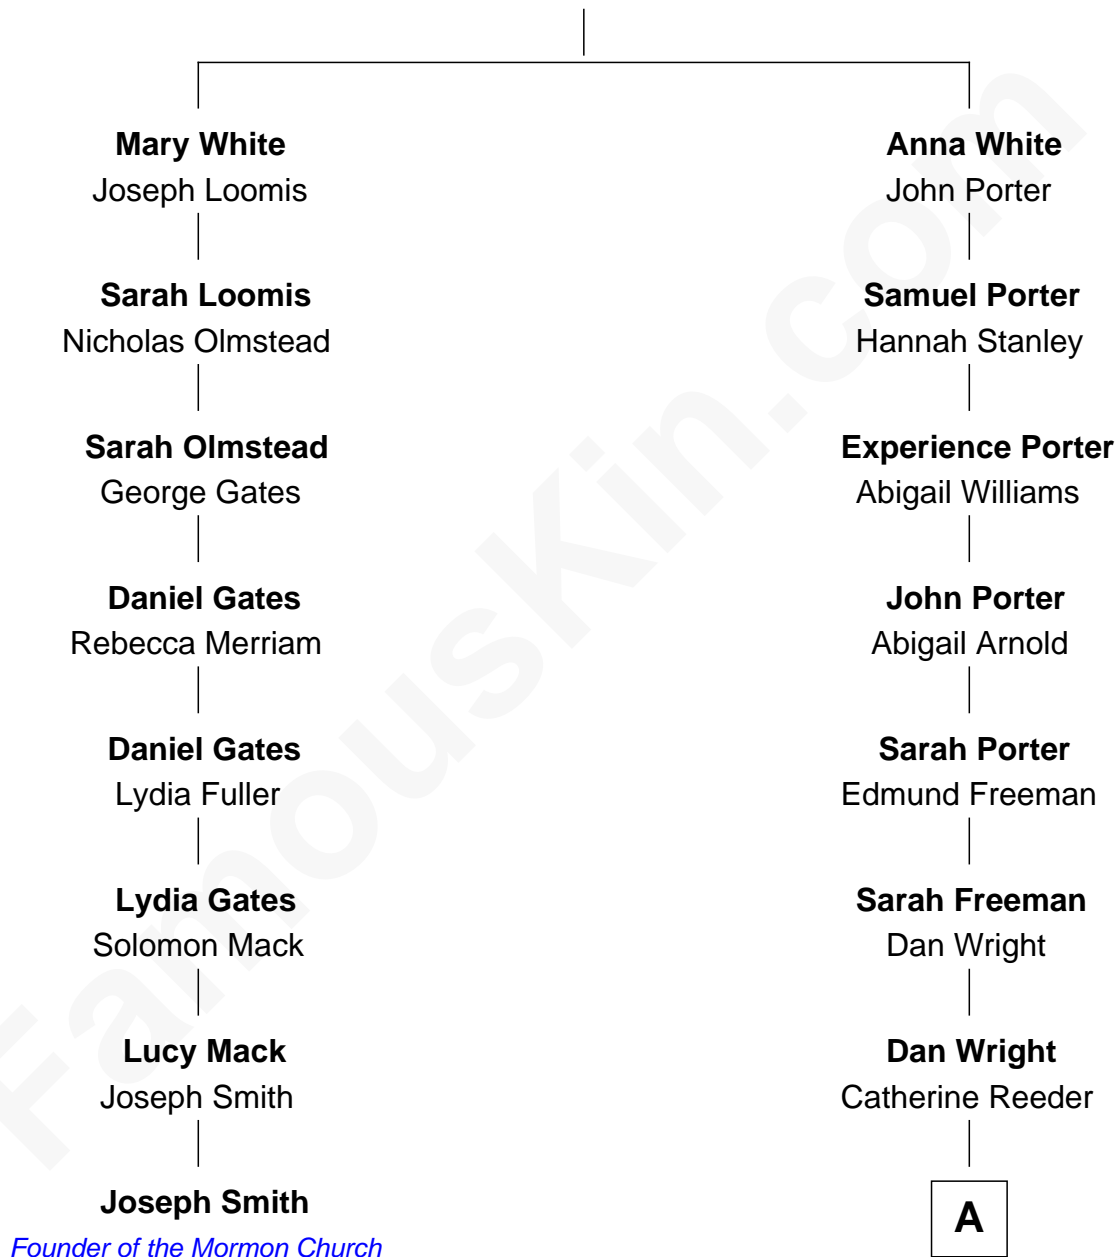 Mary White
Joseph Loomis
Sarah Loomis
Nicholas Olmstead
Sarah Olmstead
George Gates
Daniel Gates
Rebecca Merriam
Daniel Gates
Lydia Fuller
Lydia Gates
Solomon Mack
Lucy Mack
Joseph Smith
Joseph Smith
Founder of the Mormon Church
Anna White
John Porter
Samuel Porter
Hannah Stanley
Experience Porter
Abigail Williams
John Porter
Abigail Arnold
Sarah Porter
Edmund Freeman
Sarah Freeman
Dan Wright
Dan Wright
Catherine Reeder
A
FamousKin.com